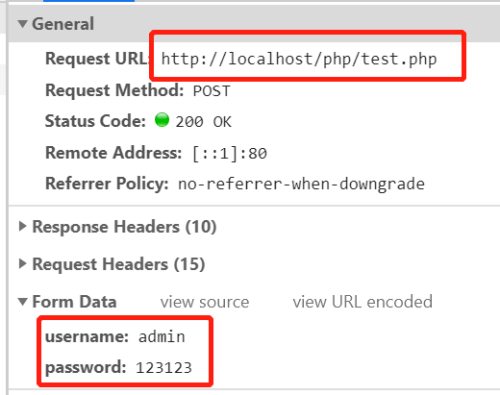 General
Request URL: http://localhost/php/test.php
Request Method: POST
Status Code: 200 OK
Remote Address: [::1]:80
Referrer Policy: no-referrer-when-downgrade
Response Headers (10)
Request Headers (15)
Form Data view source view URL encoded
username: admin
password: 123123